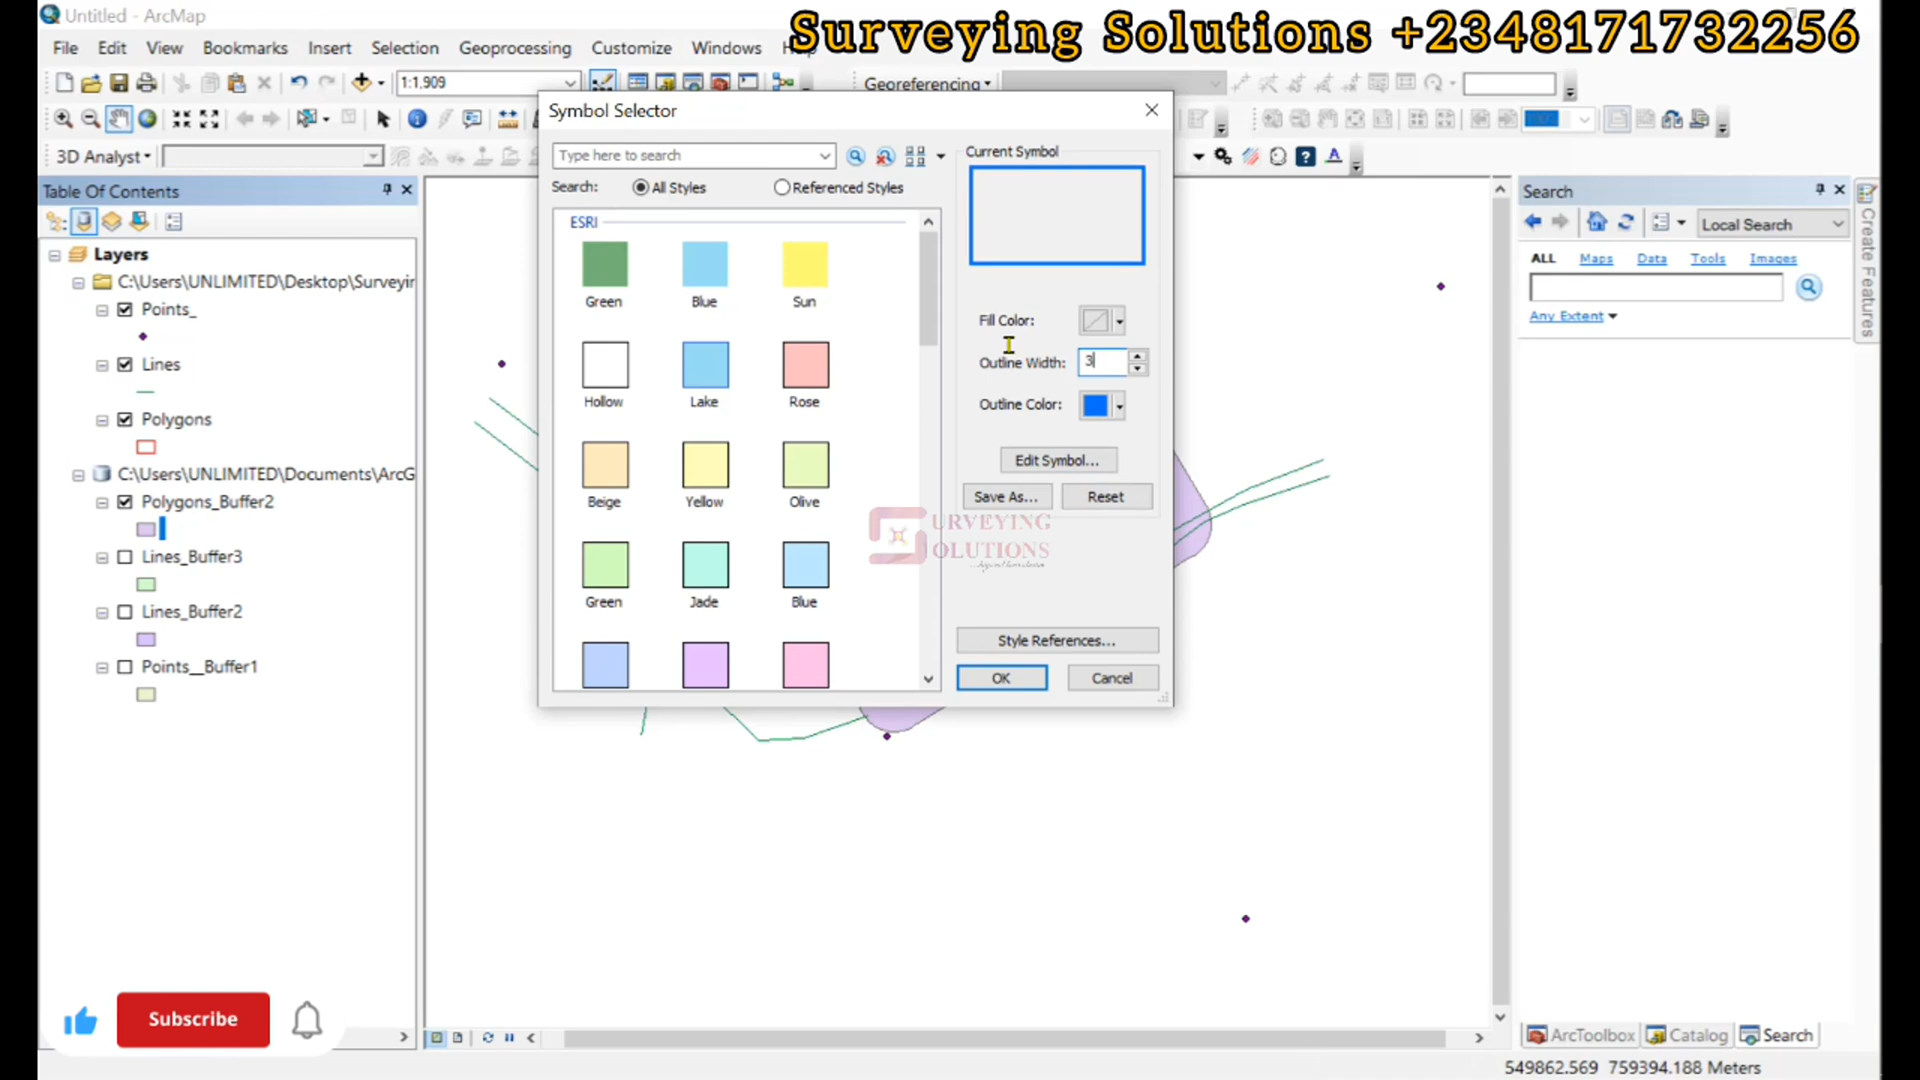 Untitled - ArcMap
Surveying Solutions +2348171732256
File Edit View Bookmarks Insert Selection Geoprocessing Customize Windows
1:1,909
Georeferencing
3D Analyst
Table Of Contents
Layers
C:\Users\UNLIMITED\Desktop\Surveyir
Points_
Lines
Polygons
C:\Users\UNLIMITED\Documents\ArcG
Polygons_Buffer2
Lines_Buffer3
Lines_Buffer2
Points__Buffer1
Symbol Selector
Type here to search
Search: All Styles Referenced Styles
ESRI
Green Blue Sun
Hollow Lake Rose
Beige Yellow Olive
Green Jade Blue
Current Symbol
Fill Color:
Outline Width: 3
Outline Color:
Edit Symbol...
Save As... Reset
URVEYING
OLUTIONS
Style References...
OK Cancel
Search
Local Search
ALL Maps Data Tools Images
Any Extent
Create Features
Subscribe
ArcToolbox Catalog Search
549862.569 759394.188 Meters